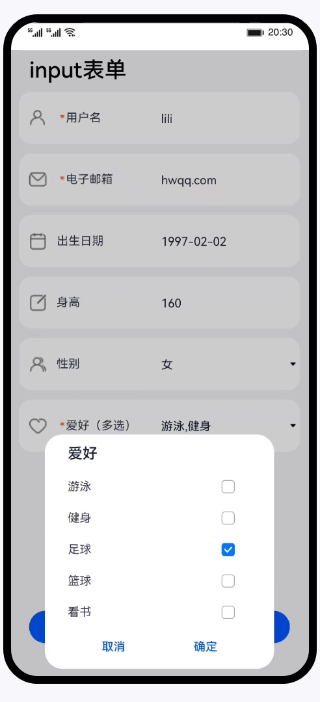 20:30
input表单
*用户名 lili
*电子邮箱 hwqq.com
出生日期 1997-02-02
身高 160
性别 女
*爱好（多选） 游泳,健身
爱好
游泳
健身
足球
篮球
看书
取消 确定